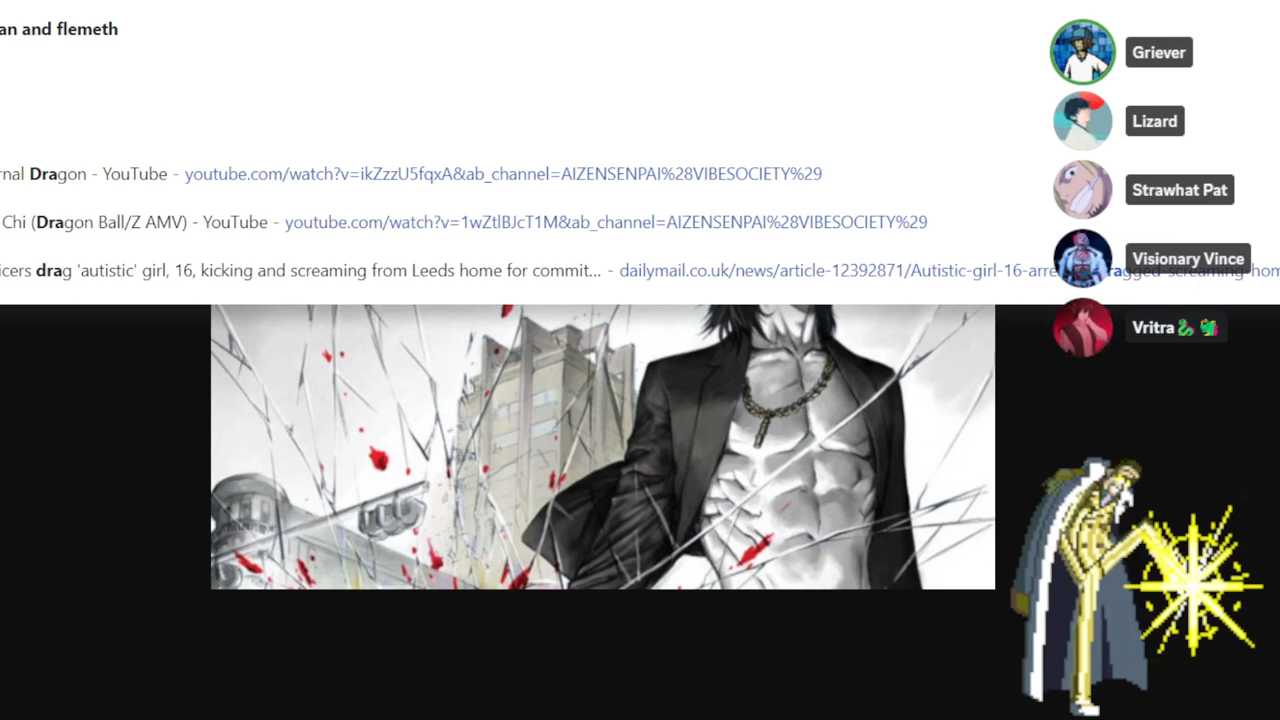 an and flemeth
Griever
Lizard
rnal Dragon - YouTube - youtube.com/watch?v=ikZzzU5fqxA&ab_channel=AIZENSENPAI%28VIBESOCIETY%29
Strawhat Pat
Chi (Dragon Ball/Z AMV) - YouTube - youtube.com/watch?v=1wZtlBJcT1M&ab_channel=AIZENSENPAI%28VIBESOCIETY%29
Visionary Vince
icers drag 'autistic' girl, 16, kicking and screaming from Leeds home for commit... - dailymail.co.uk/news/article-12392871/Autistic-girl-16-arre ragged-screaming-hom
Vritra🐍 🐲